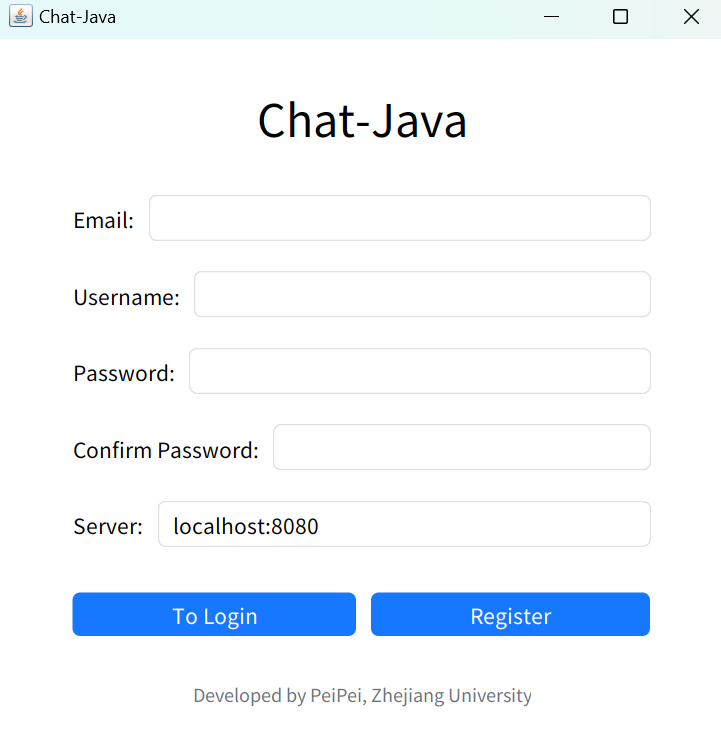 Chat-Java
Chat-Java
Email:
Username:
Password:
Confirm Password:
Server: localhost:8080
To Login Register
Developed by PeiPei, Zhejiang University